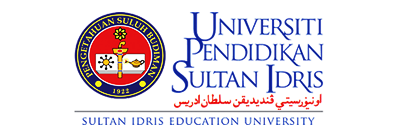 PENGETAHUAN SULUH BUDIMAN
1922
UNIVERSITI
PENDIDIKAN
SULTAN IDRIS
اونيۏرسيتي ڤنديديقن سلطان ادريس
SULTAN IDRIS EDUCATION UNIVERSITY